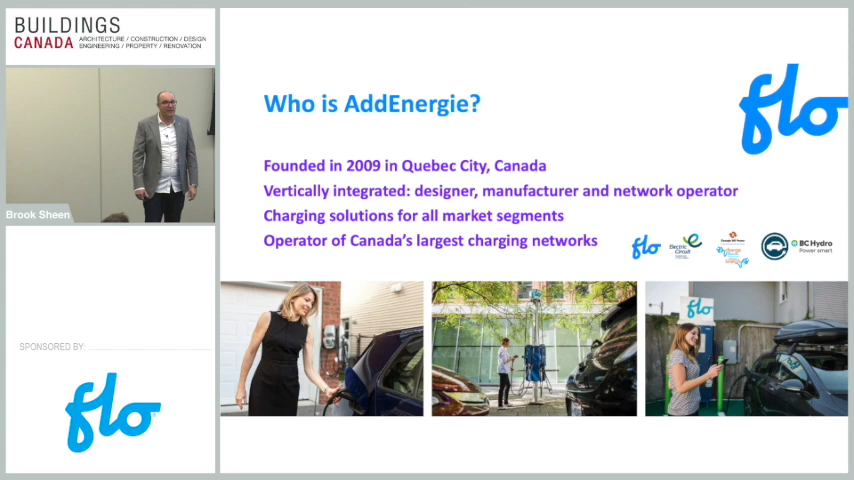 BUILDINGS
CANADA
ARCHITECTURE / CONSTRUCTION / DESIGN
ENGINEERING / PROPERTY / RENOVATION
Brook Sheen
SPONSORED BY:
flo
flo
Who is AddEnergie?
Founded in 2009 in Quebec City, Canada
Vertically integrated: designer, manufacturer and network operator
Charging solutions for all market segments
Operator of Canada's largest charging networks
flo
Electric
Circuit
BC Hydro
Power smart
flo